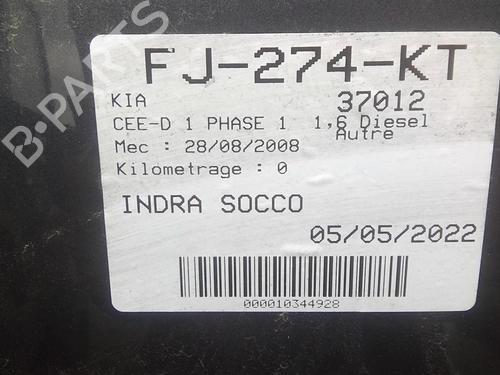 FJ-274-KT
KIA 37012
CEE-D 1 PHASE 1 1,6 Diesel
Autre
Mec : 28/08/2008
Kilometrage : 0
INDRA SOCCO
05/05/2022
000010344928
B-PARTS